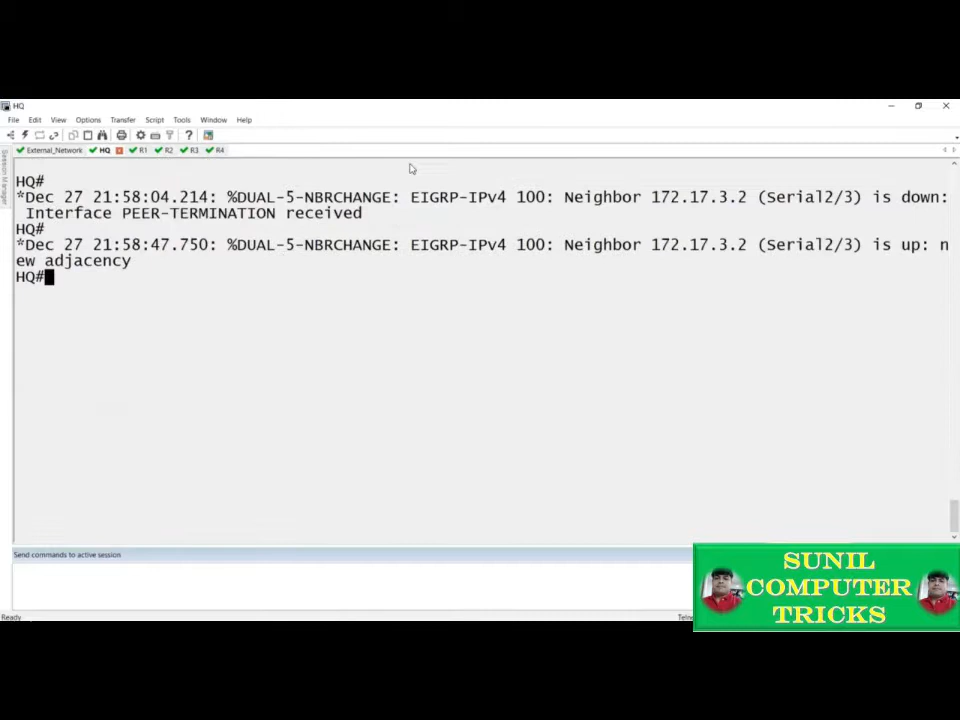 HQ
File Edit View Options Transfer Script Tools Window Help
External_Network HQ R1 R2 R3 R4
Session Manager
HQ#
*Dec 27 21:58:04.214: %DUAL-5-NBRCHANGE: EIGRP-IPv4 100: Neighbor 172.17.3.2 (Serial2/3) is down:
Interface PEER-TERMINATION received
HQ#
*Dec 27 21:58:47.750: %DUAL-5-NBRCHANGE: EIGRP-IPv4 100: Neighbor 172.17.3.2 (Serial2/3) is up: n
ew adjacency
HQ#
Send commands to active session
SUNIL
COMPUTER
TRICKS
Ready